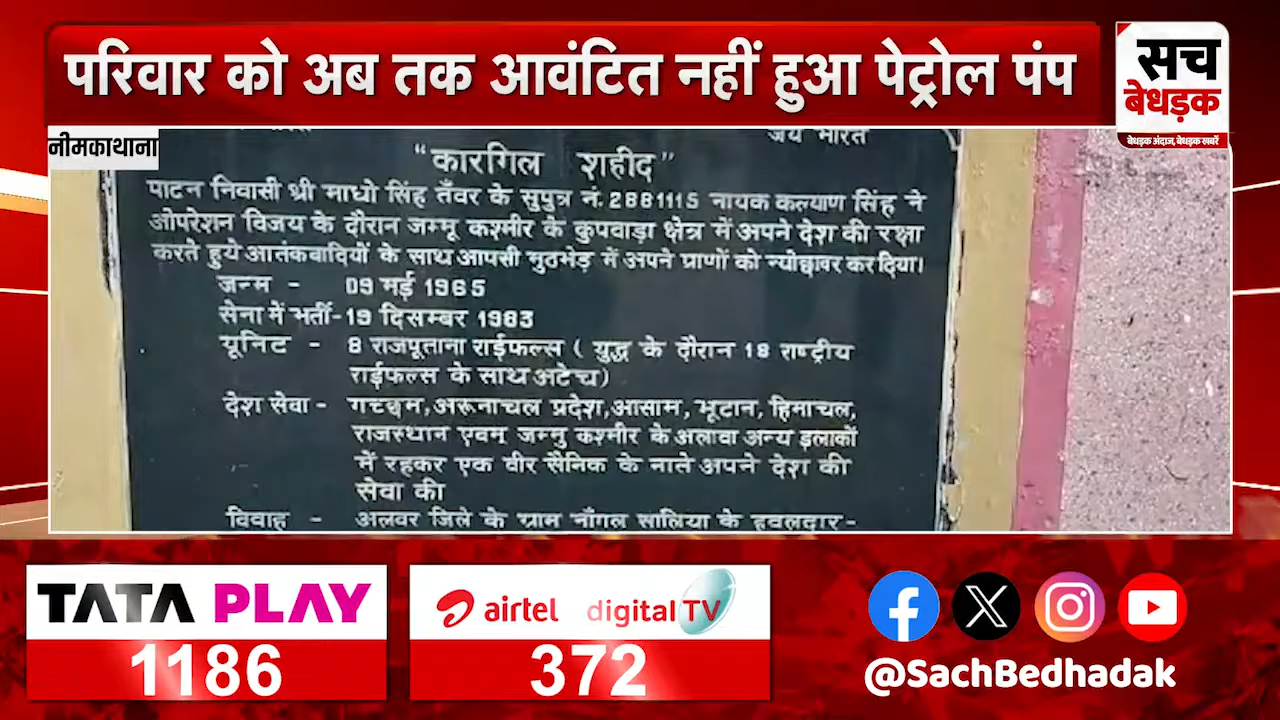 परिवार को अब तक आवंटित नहीं हुआ पेट्रोल पंप
सच
बेधड़क
बेधड़क अंदाज, बेधड़क खबरें
नीमकाथाना
जय भारत
“कारगिल शहीद”
पाटन निवासी श्री माधो सिंह तँवर के सुपुत्र नं. 2881115 नायक कल्याण सिंह ने
ओपरेशन विजय के दौरान जम्मू कश्मीर के कुपवाड़ा क्षेत्र में अपने देश की रक्षा
करते हुये आतंकवादियों के साथ आपसी मुठभेड़ में अपने प्राणों को न्योछावर कर दिया।
जन्म - 09 मई 1965
सेना में भर्ती - 19 दिसम्बर 1983
यूनिट - 8 राजपूताना राईफल्स ( युद्ध के दौरान 18 राष्ट्रीय
राईफल्स के साथ अटेच)
देश सेवा - अरूनाचल प्रदेश, आसाम, भूटान, हिमाचल,
राजस्थान एवम् जम्मु कश्मीर के अलावा अन्य इलाकों
में रहकर एक वीर सैनिक के नाते अपने देश की
सेवा की
विवाह - अलवर जिले के ग्राम नाँगल सालिया के हवलदार-
TATA PLAY
1186
airtel digital TV
372
@SachBedhadak